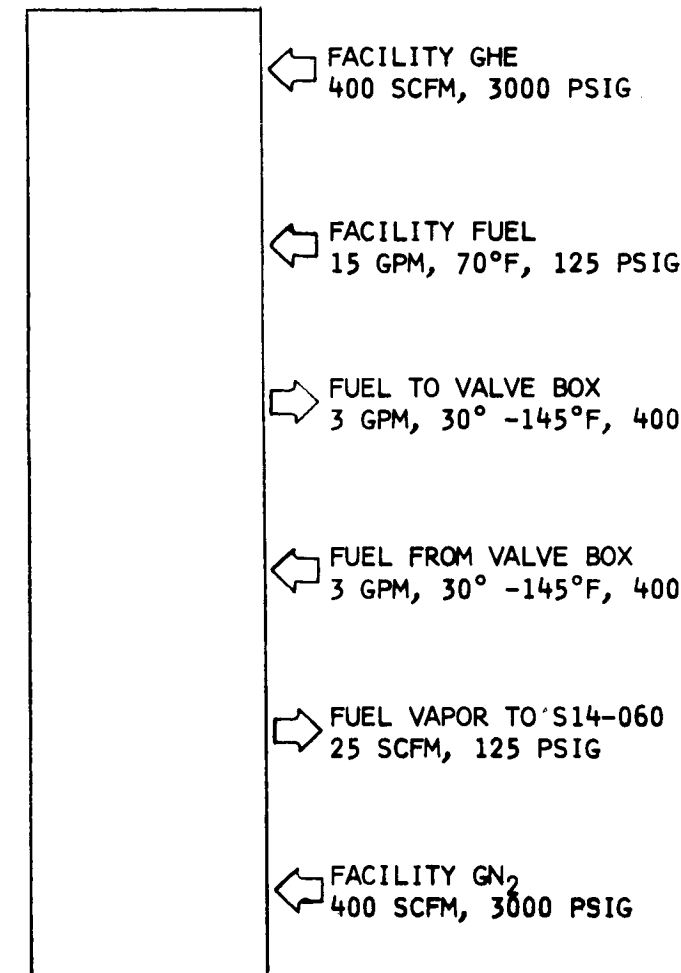 FACILITY GHE
400 SCFM, 3000 PSIG
FACILITY FUEL
15 GPM, 70°F, 125 PSIG
FUEL TO VALVE BOX
3 GPM, 30° -145°F, 400
FUEL FROM VALVE BOX
3 GPM, 30° -145°F, 400
FUEL VAPOR TO S14-060
25 SCFM, 125 PSIG
FACILITY GN₂
400 SCFM, 3000 PSIG